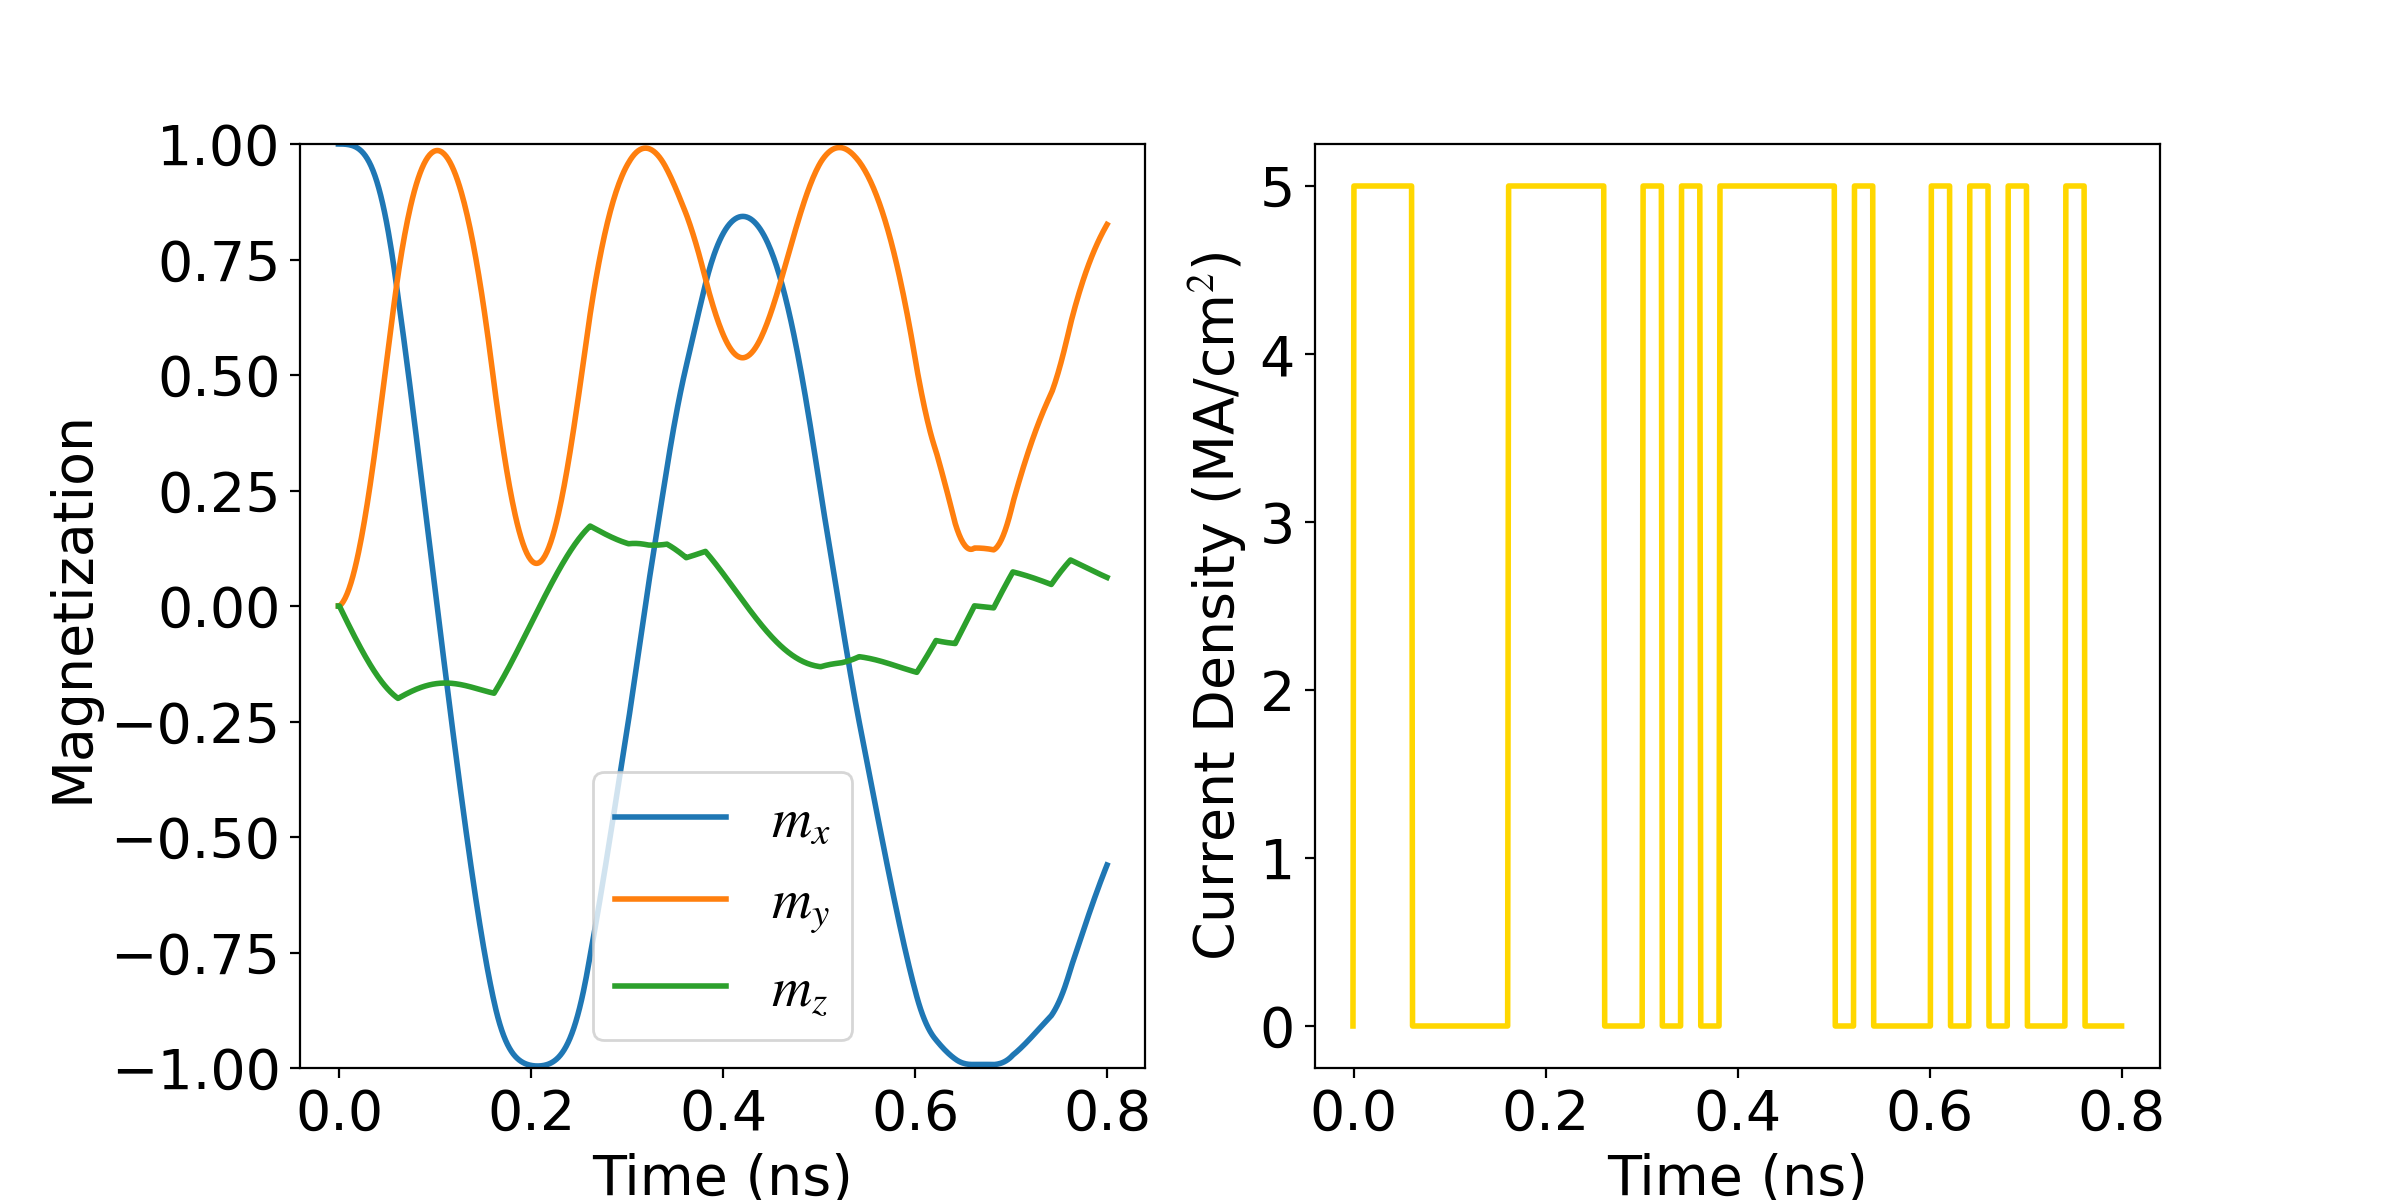 1.00
0.75
0.50
0.25
0.00
−0.25
−0.50
−0.75
−1.00
Magnetization
0.0 0.2 0.4 0.6 0.8
Time (ns)
m_x
m_y
m_z
5
4
3
2
1
0
Current Density (MA/cm²)
0.0 0.2 0.4 0.6 0.8
Time (ns)